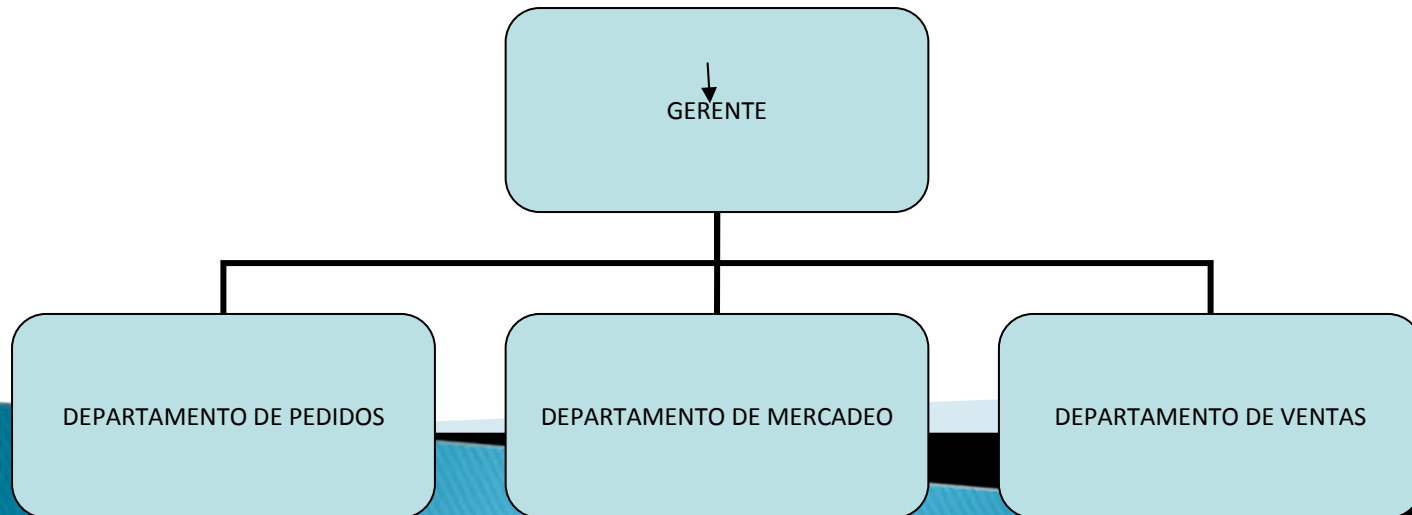 GERENTE
DEPARTAMENTO DE PEDIDOS
DEPARTAMENTO DE MERCADEO
DEPARTAMENTO DE VENTAS